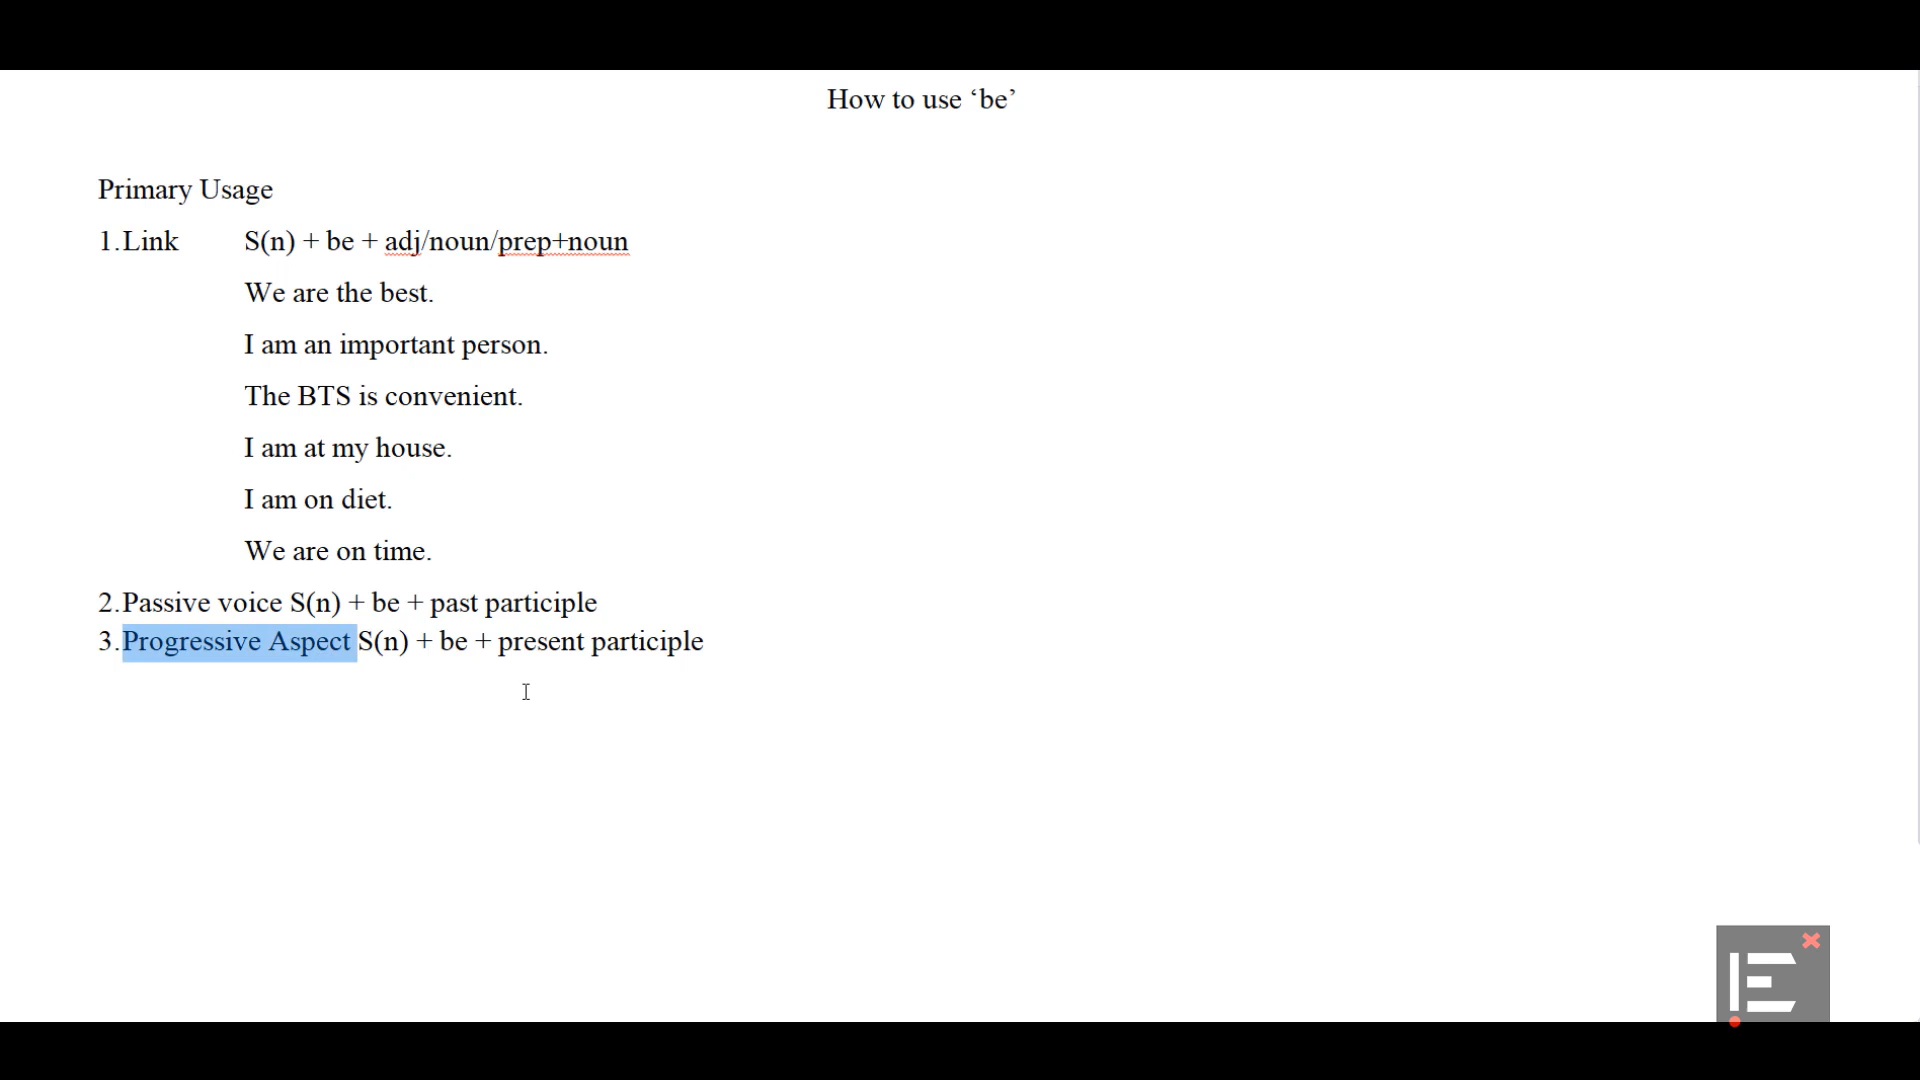 How to use ‘be’
Primary Usage
1.Link S(n) + be + adj/noun/prep+noun
We are the best.
I am an important person.
The BTS is convenient.
I am at my house.
I am on diet.
We are on time.
2.Passive voice S(n) + be + past participle
3.Progressive Aspect S(n) + be + present participle